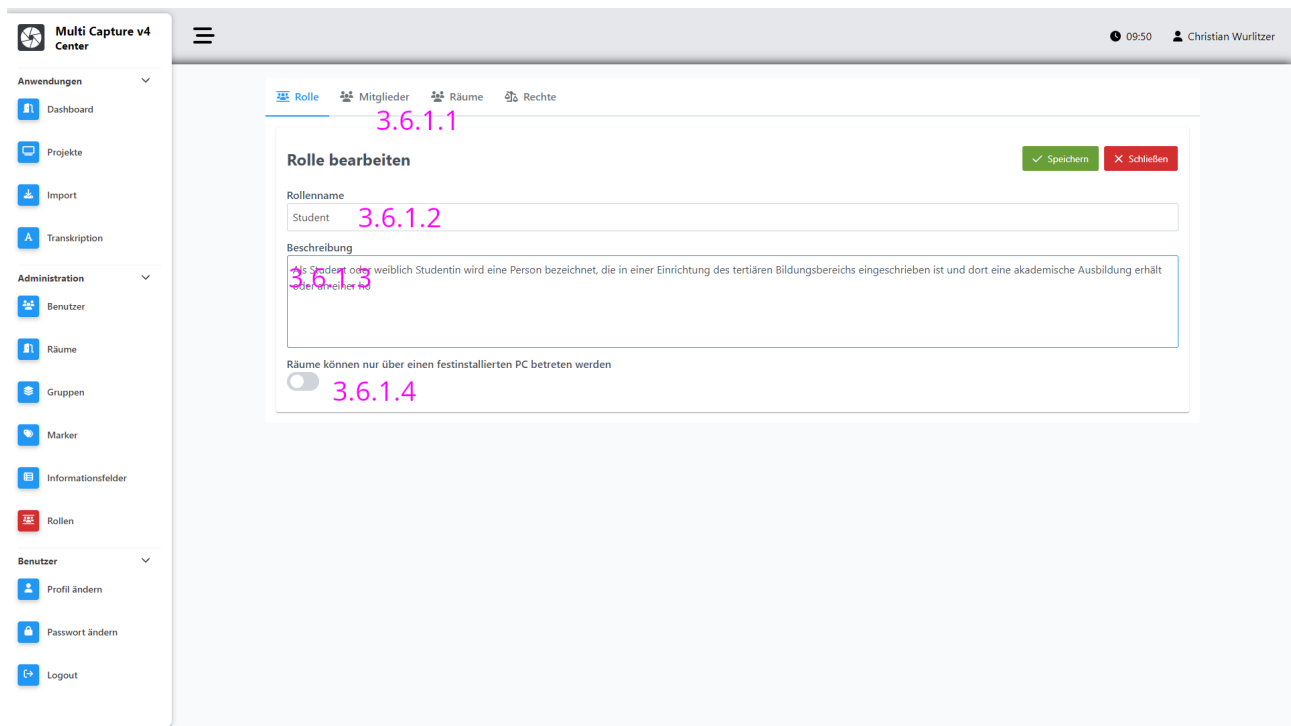 Multi Capture v4
Center
09:50
Christian Wurlitzer
Anwendungen
Dashboard
Projekte
Import
Transkription
Administration
Benutzer
Räume
Gruppen
Marker
Informationsfelder
Rollen
Benutzer
Profil ändern
Passwort ändern
Logout
Rolle Mitglieder Räume Rechte
3.6.1.1
Rolle bearbeiten
Speichern
Schließen
Rollenname
Student
3.6.1.2
Beschreibung
Als Student oder weiblich Studentin wird eine Person bezeichnet, die in einer Einrichtung des tertiären Bildungsbereichs eingeschrieben ist und dort eine akademische Ausbildung erhält
oder an einer ho
3.6.1.3
Räume können nur über einen festinstallierten PC betreten werden
3.6.1.4